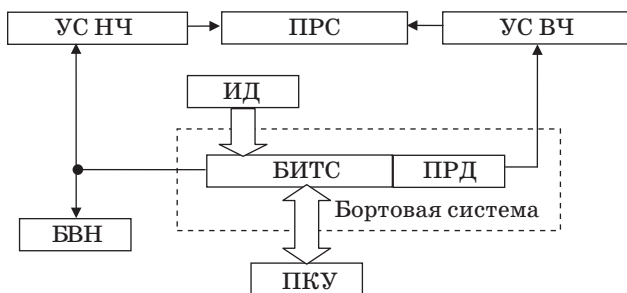 УС НЧ
ПРС
УС ВЧ
ИД
БИТС
ПРД
Бортовая система
БВН
ПКУ